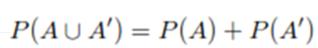 P(A ∪ A′) = P(A) + P(A′)